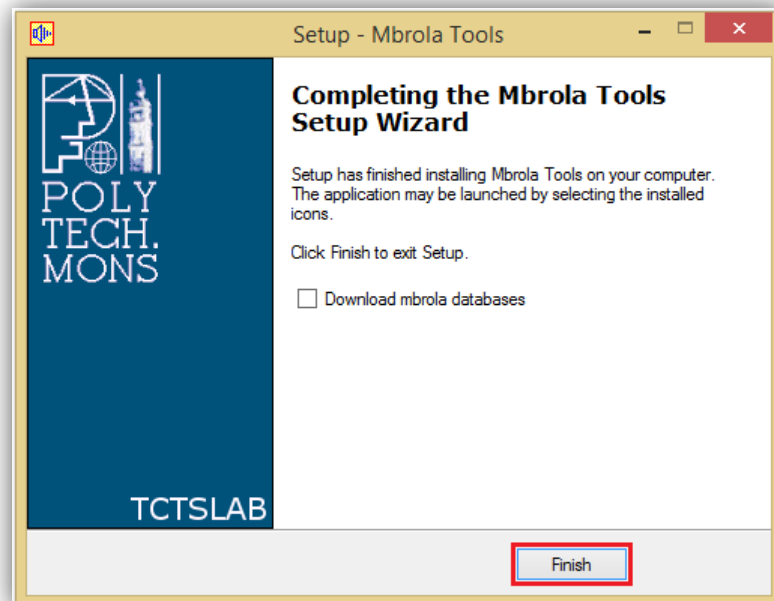 Setup - Mbrola Tools
POLY
TECH.
MONS
TCTSLAB
Completing the Mbrola Tools
Setup Wizard
Setup has finished installing Mbrola Tools on your computer.
The application may be launched by selecting the installed
icons.
Click Finish to exit Setup.
Download mbrola databases
Finish